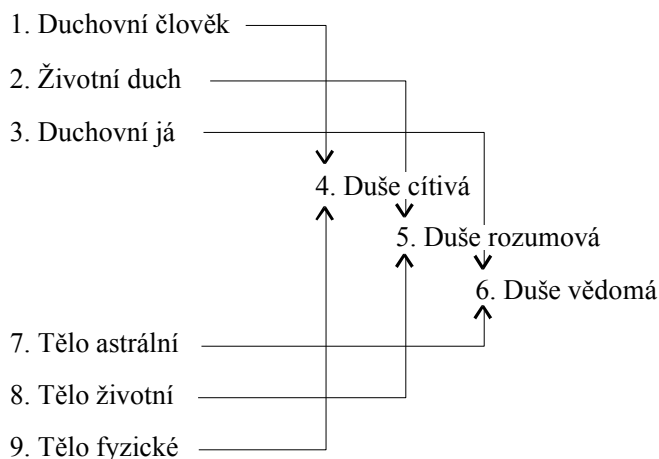 1. Duchovní člověk
2. Životní duch
3. Duchovní já
4. Duše cítivá
5. Duše rozumová
6. Duše vědomá
7. Tělo astrální
8. Tělo životní
9. Tělo fyzické